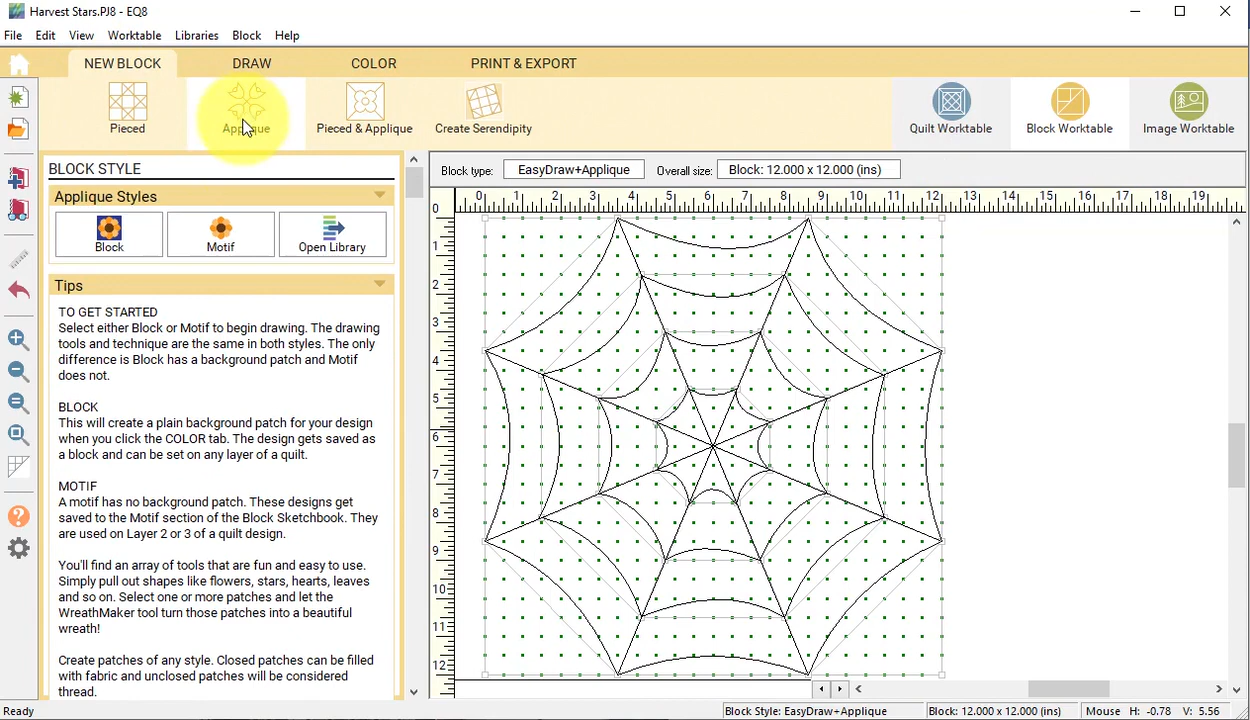 Harvest Stars.PJ8 - EQ8
File Edit View Worktable Libraries Block Help
NEW BLOCK DRAW COLOR PRINT & EXPORT
Pieced Applique Pieced & Applique Create Serendipity Quilt Worktable Block Worktable Image Worktable
BLOCK STYLE
Block type: EasyDraw+Applique Overall size: Block: 12.000 x 12.000 (ins)
Applique Styles
0 1 2 3 4 5 6 7 8 9 10 11 12 13 14 15 16 17 18 19
Block Motif Open Library
Tips
TO GET STARTED
Select either Block or Motif to begin drawing. The drawing
tools and technique are the same in both styles. The only
difference is Block has a background patch and Motif
does not.
BLOCK
This will create a plain background patch for your design
when you click the COLOR tab. The design gets saved as
a block and can be set on any layer of a quilt.
MOTIF
A motif has no background patch. These designs get
saved to the Motif section of the Block Sketchbook. They
are used on Layer 2 or 3 of a quilt design.
You'll find an array of tools that are fun and easy to use.
Simply pull out shapes like flowers, stars, hearts, leaves
and so on. Select one or more patches and let the
WreathMaker tool turn those patches into a beautiful
wreath!
Create patches of any style. Closed patches can be filled
with fabric and unclosed patches will be considered
thread.
0
1
2
3
4
5
6
7
8
9
10
11
12
Ready Block Style: EasyDraw+Applique Block: 12.000 x 12.000 (ins) Mouse H: -0.78 V: 5.56